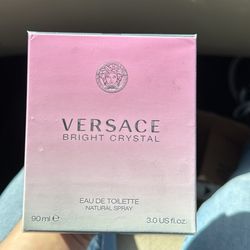 VERSACE
BRIGHT CRYSTAL
EAU DE TOILETTE
NATURAL SPRAY
90 ml ℮ 3.0 US fl.oz.